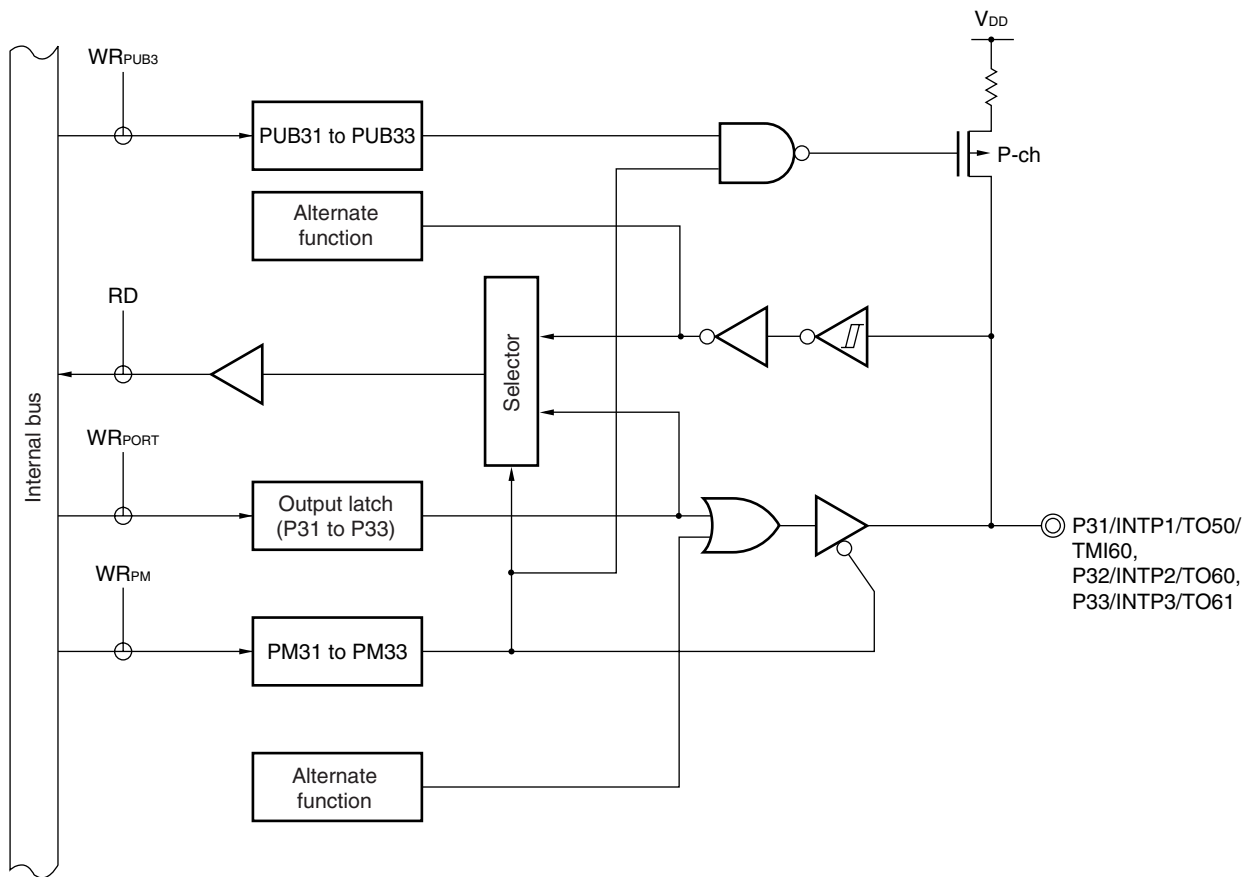 VDD
WRPUB3
PUB31 to PUB33
P-ch
Alternate
function
RD
Selector
Internal bus
WRPORT
Output latch
(P31 to P33)
P31/INTP1/TO50/
TMI60,
P32/INTP2/TO60,
P33/INTP3/TO61
WRPM
PM31 to PM33
Alternate
function